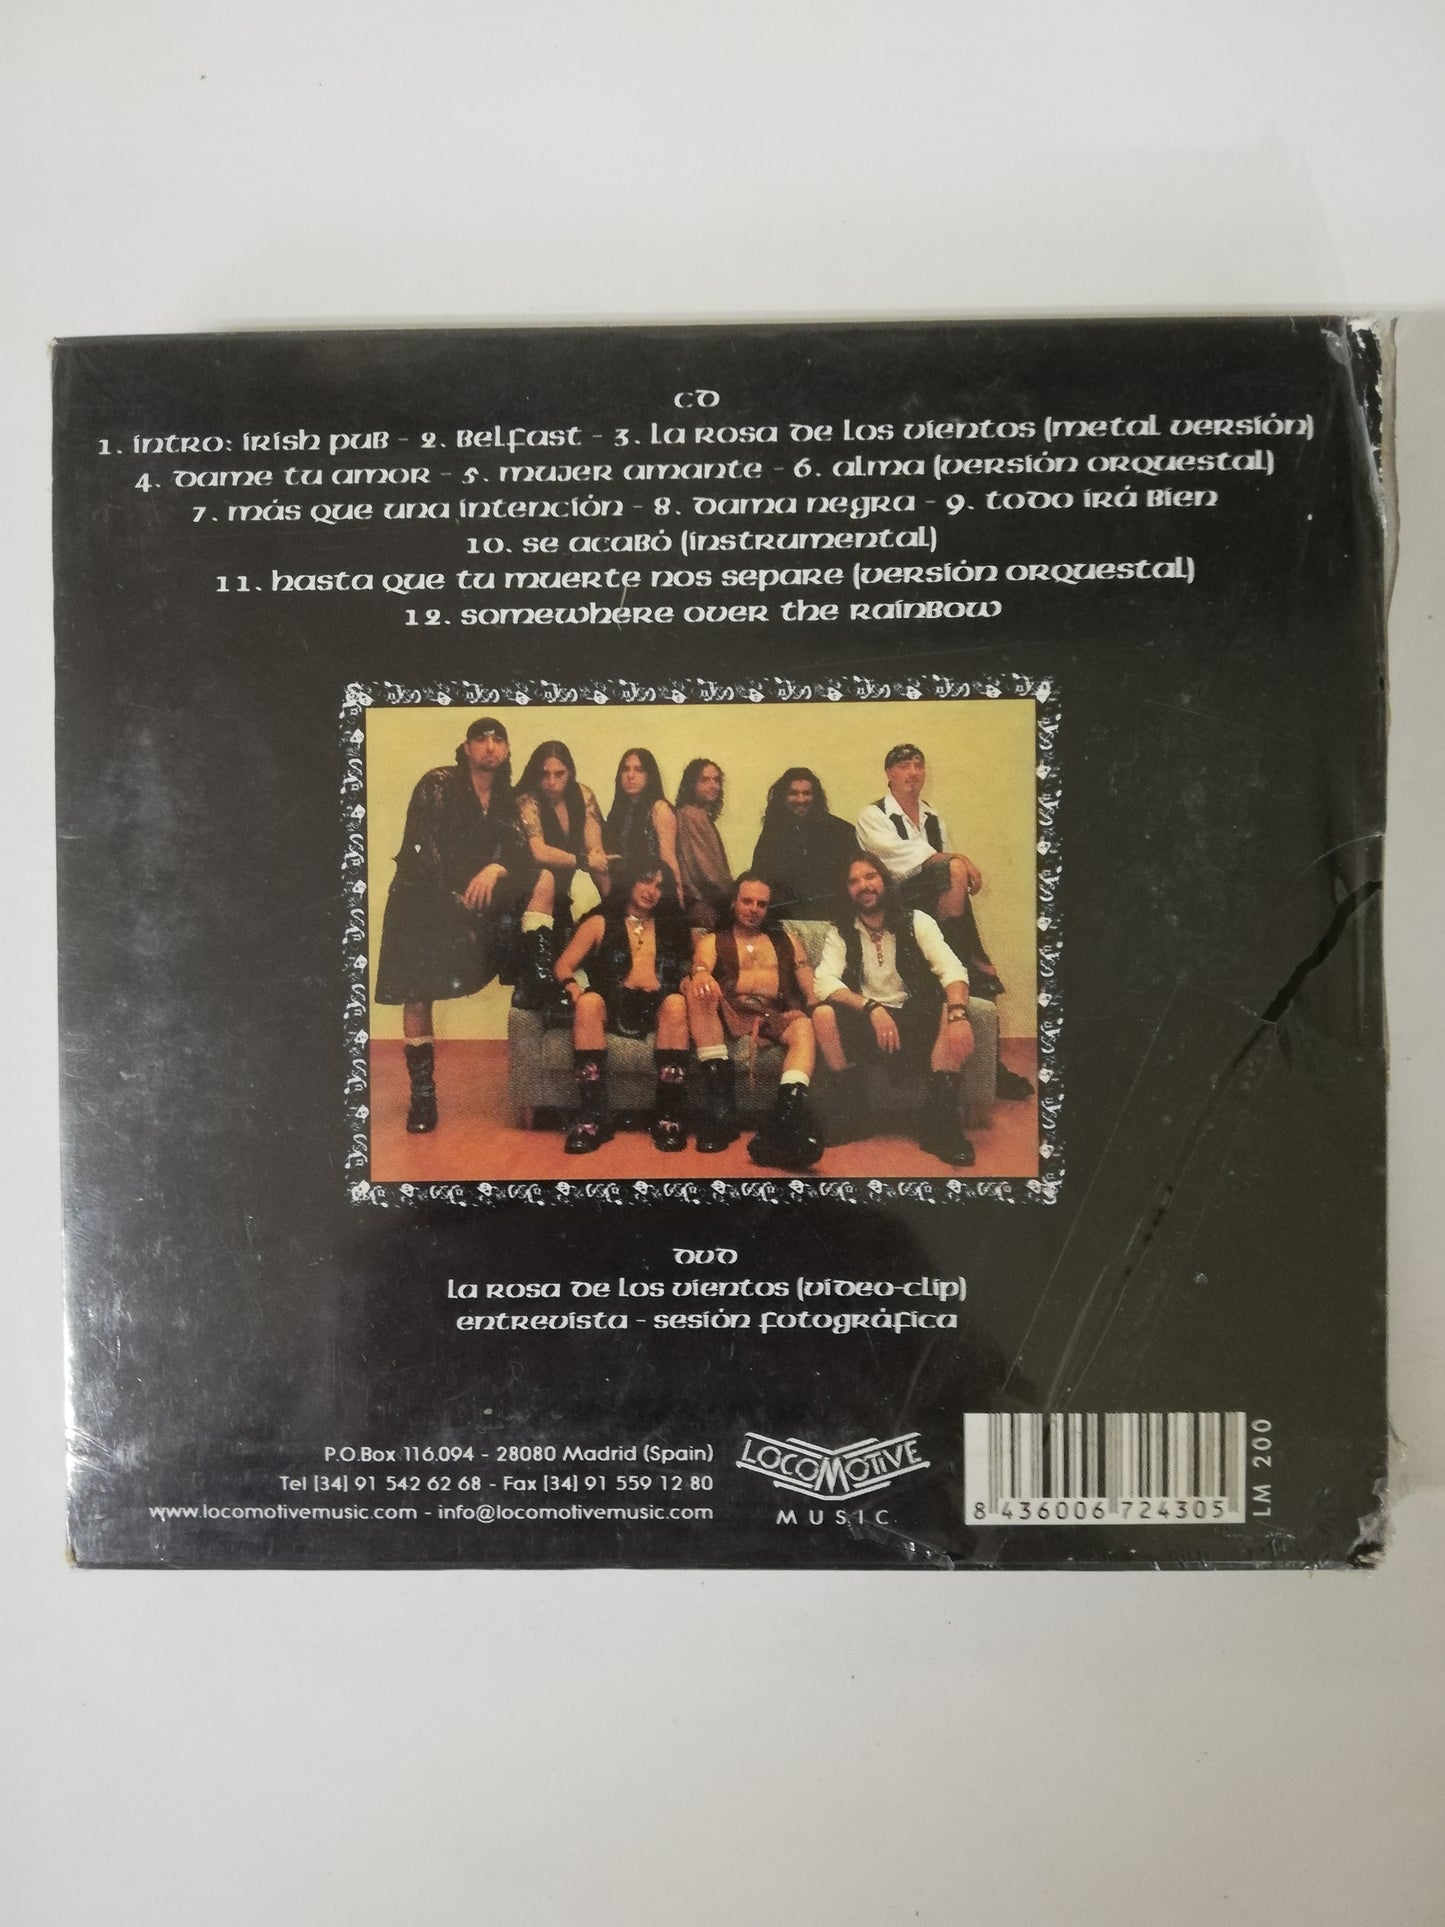 CD
1. intro: irish pub - 2. Belfast - 3. La rosa de los vientos (metal versión)
4. dame tu amor - 5. mujer amante - 6. alma (versión orquestal)
7. más que una intención - 8. dama negra - 9. todo irá bien
10. se acabó (instrumental)
11. hasta que tu muerte nos separe (versión orquestal)
12. somewhere over the rainbow
DVD
La rosa de los vientos (video-clip)
entrevista - sesión fotográfica
P.O.Box 116.094 - 28080 Madrid (Spain)
Tel [34] 91 542 62 68 - Fax [34] 91 559 12 80
www.locomotivemusic.com - info@locomotivemusic.com
LOCOMOTIVE
MUSIC
8 436006 724305
LM 200